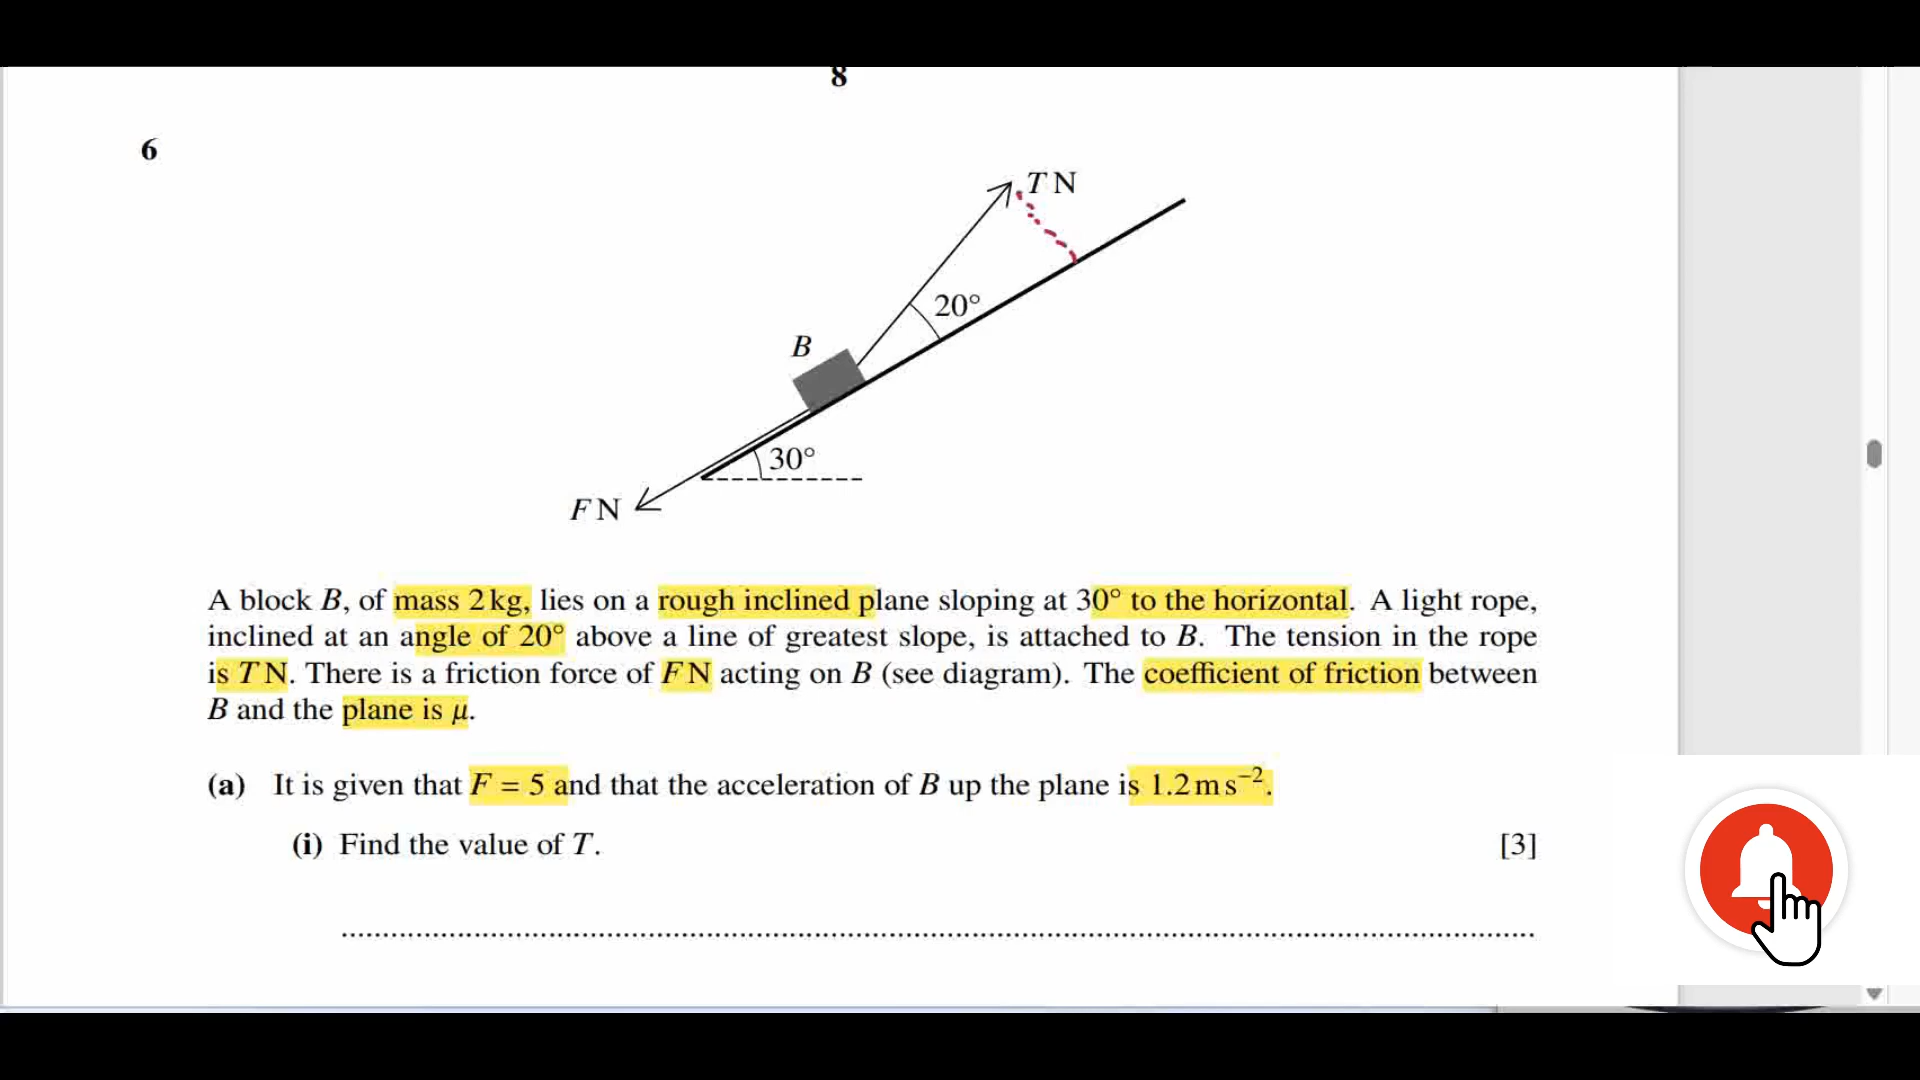 8
6
T N
20°
B
30°
F N
A block B, of mass 2 kg, lies on a rough inclined plane sloping at 30° to the horizontal. A light rope,
inclined at an angle of 20° above a line of greatest slope, is attached to B. The tension in the rope
is T N. There is a friction force of F N acting on B (see diagram). The coefficient of friction between
B and the plane is μ.
(a) It is given that F = 5 and that the acceleration of B up the plane is 1.2 m s⁻².
(i) Find the value of T. [3]